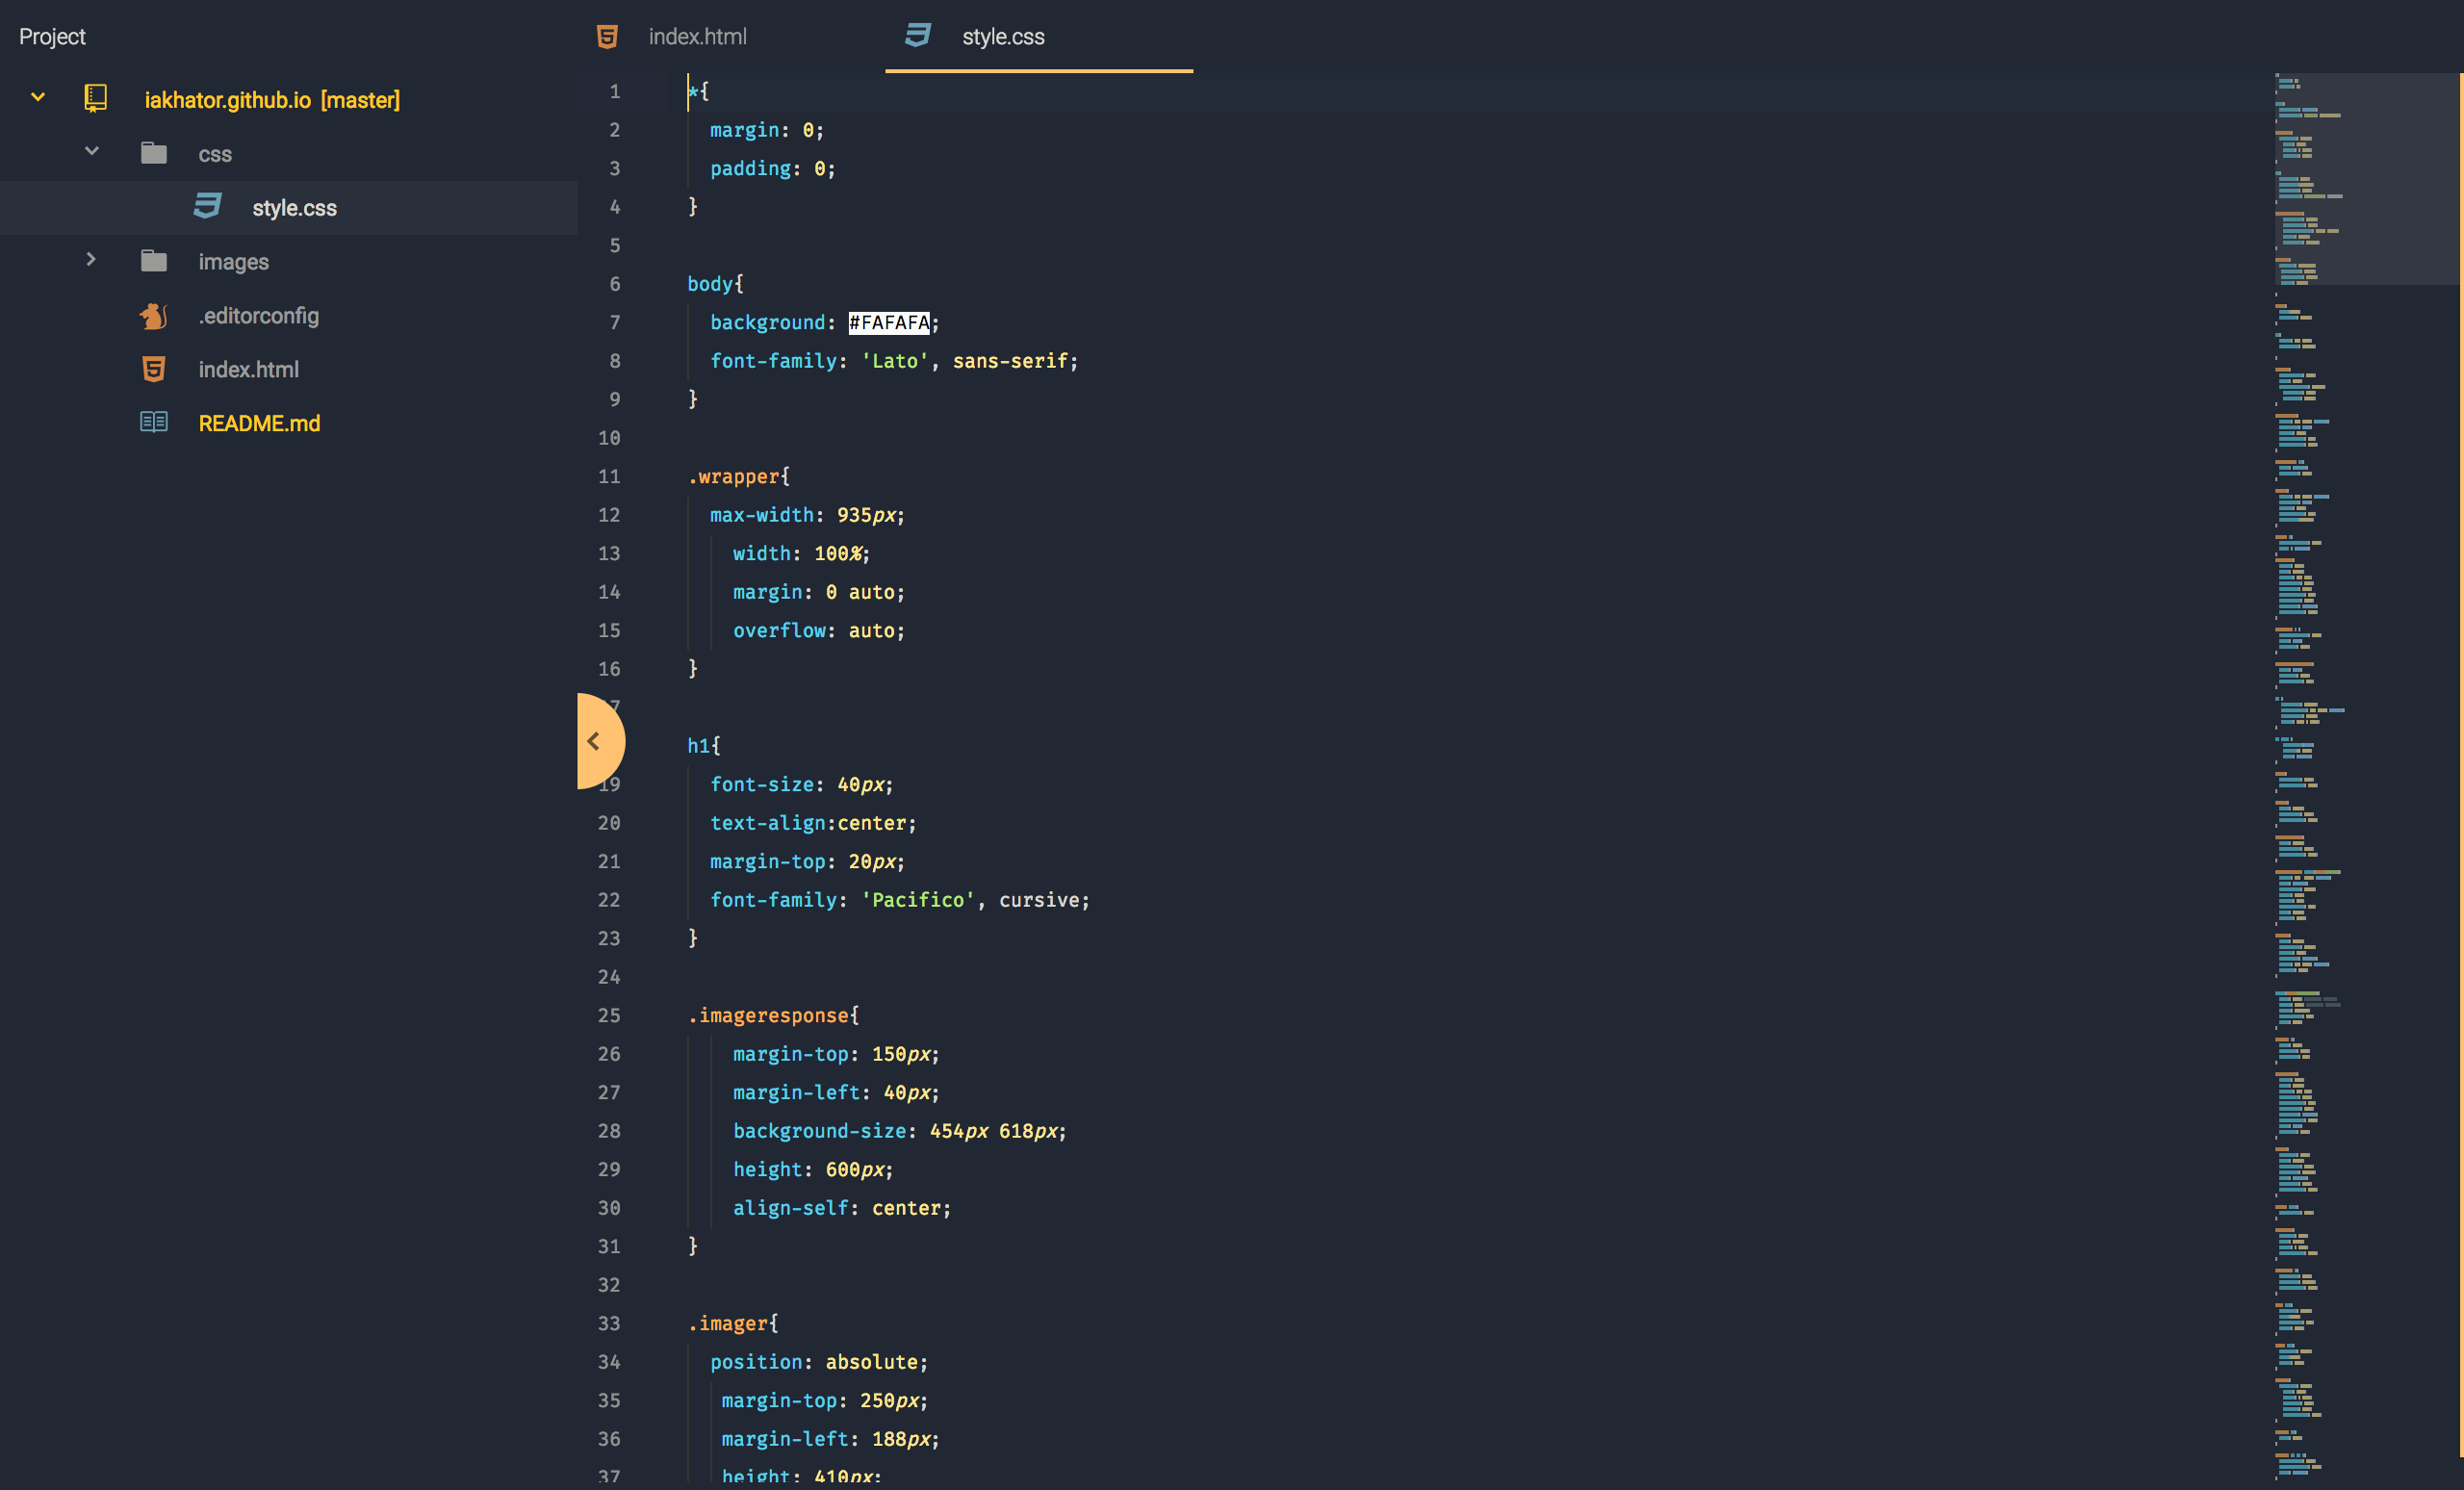 Project
iakhator.github.io [master]
css
style.css
images
.editorconfig
index.html
README.md
index.html
style.css
1 *{
2 margin: 0;
3 padding: 0;
4 }
5
6 body{
7 background: #FAFAFA;
8 font-family: 'Lato', sans-serif;
9 }
10
11 .wrapper{
12 max-width: 935px;
13 width: 100%;
14 margin: 0 auto;
15 overflow: auto;
16 }
7
h1{
19 font-size: 40px;
20 text-align:center;
21 margin-top: 20px;
22 font-family: 'Pacifico', cursive;
23 }
24
25 .imageresponse{
26 margin-top: 150px;
27 margin-left: 40px;
28 background-size: 454px 618px;
29 height: 600px;
30 align-self: center;
31 }
32
33 .imager{
34 position: absolute;
35 margin-top: 250px;
36 margin-left: 188px;
37 height: 410px;